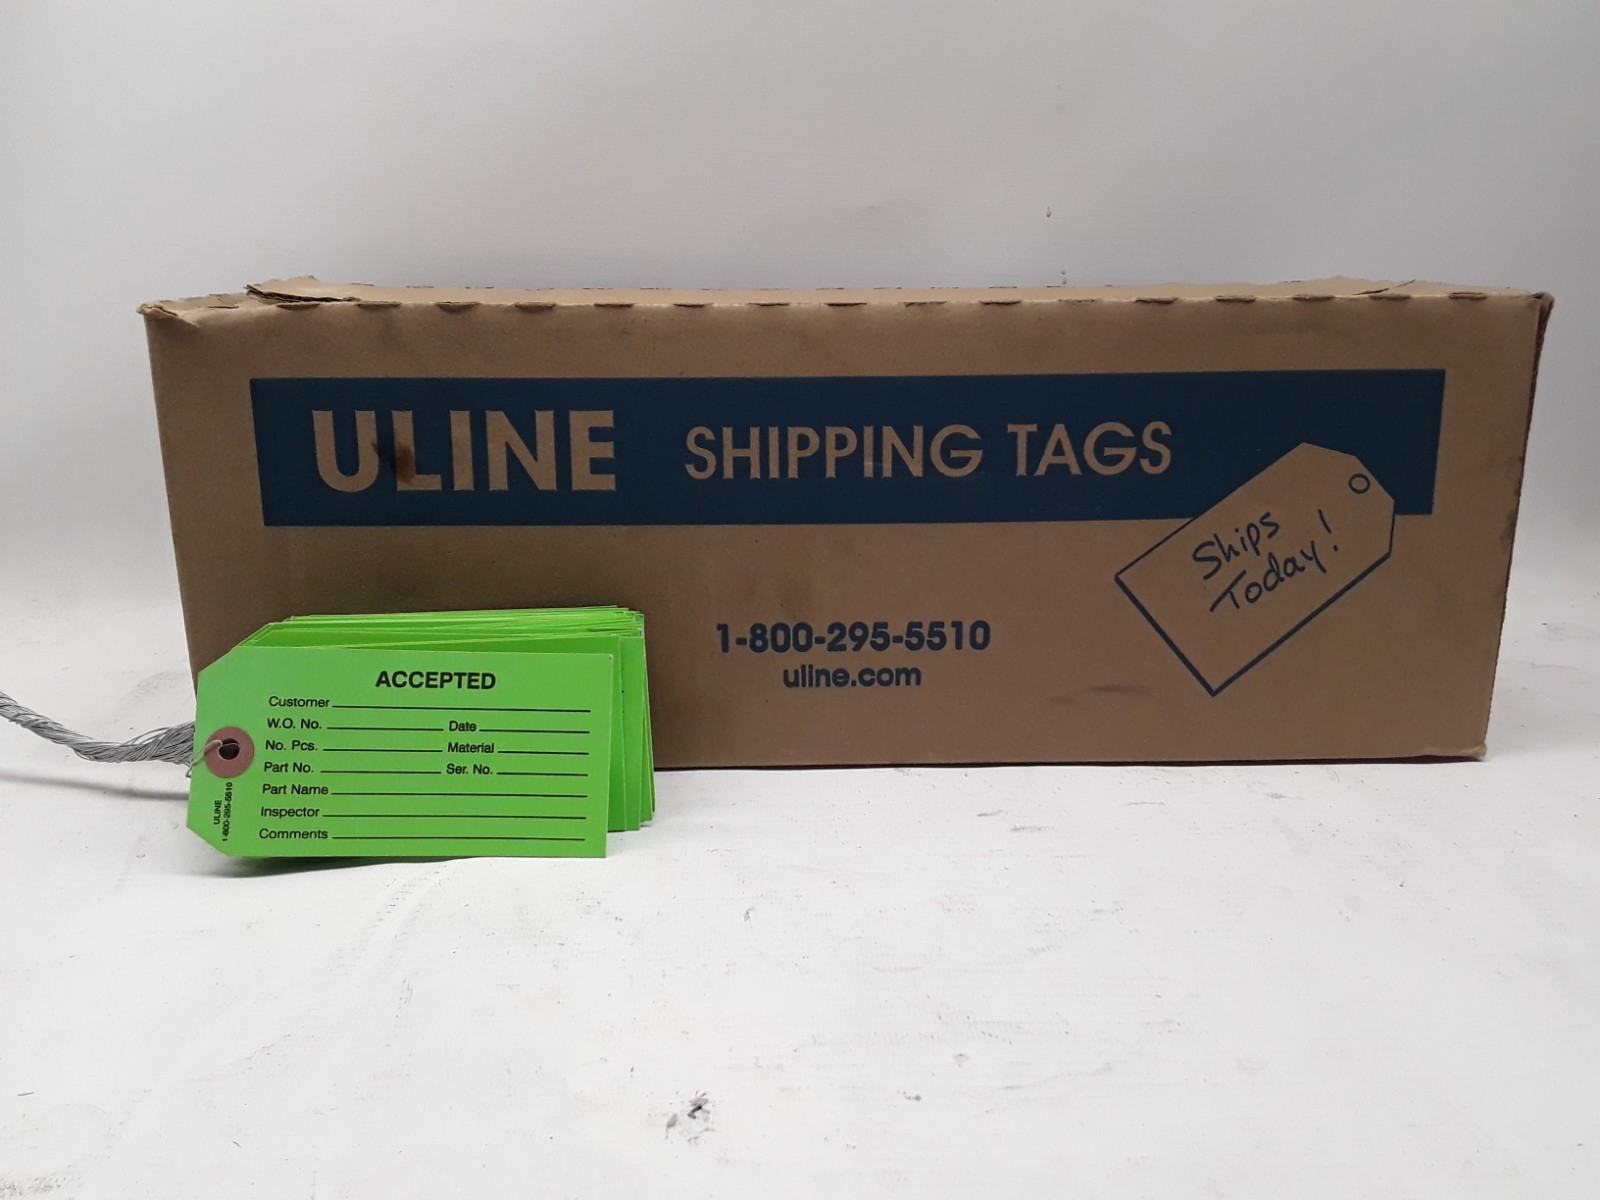 ULINE SHIPPING TAGS
Ships
Today!
1-800-295-5510
uline.com
ACCEPTED
Customer
W.O. No. Date
No. Pcs. Material
Part No. Ser. No.
Part Name
Inspector
Comments
ULINE
1-800-295-5510